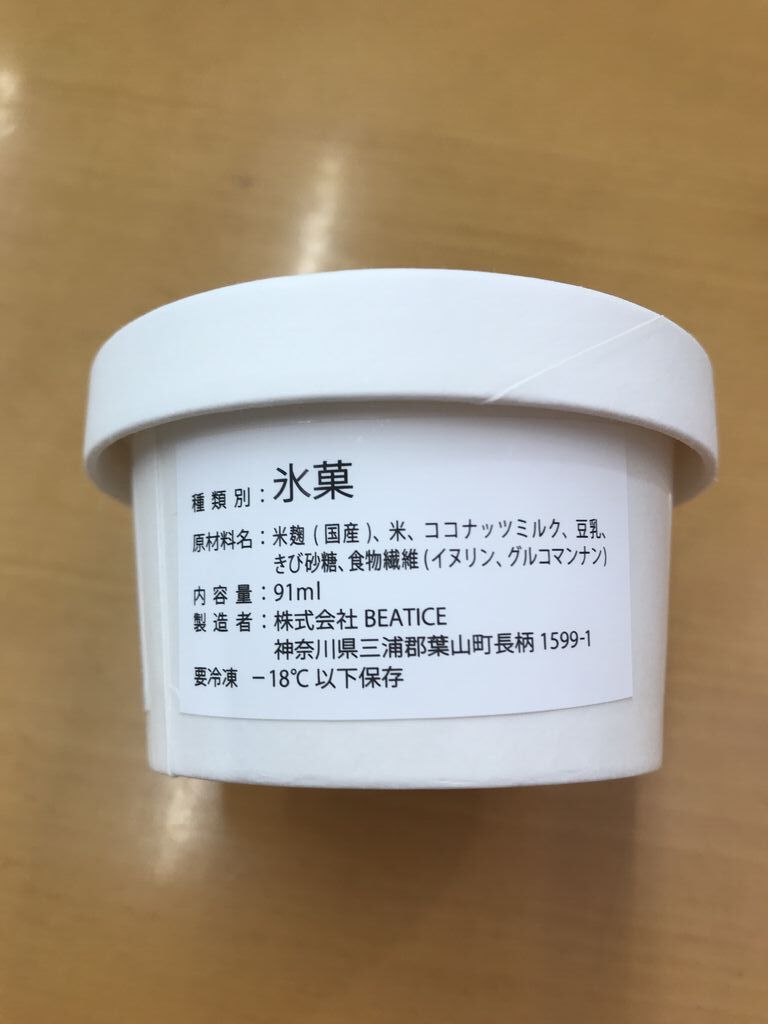 種類別：氷菓
原材料名：米麹(国産)、米、ココナッツミルク、豆乳、
きび砂糖、食物繊維(イヌリン、グルコマンナン)
内容量：91ml
製造者：株式会社 BEATICE
神奈川県三浦郡葉山町長柄 1599-1
要冷凍 −18℃ 以下保存